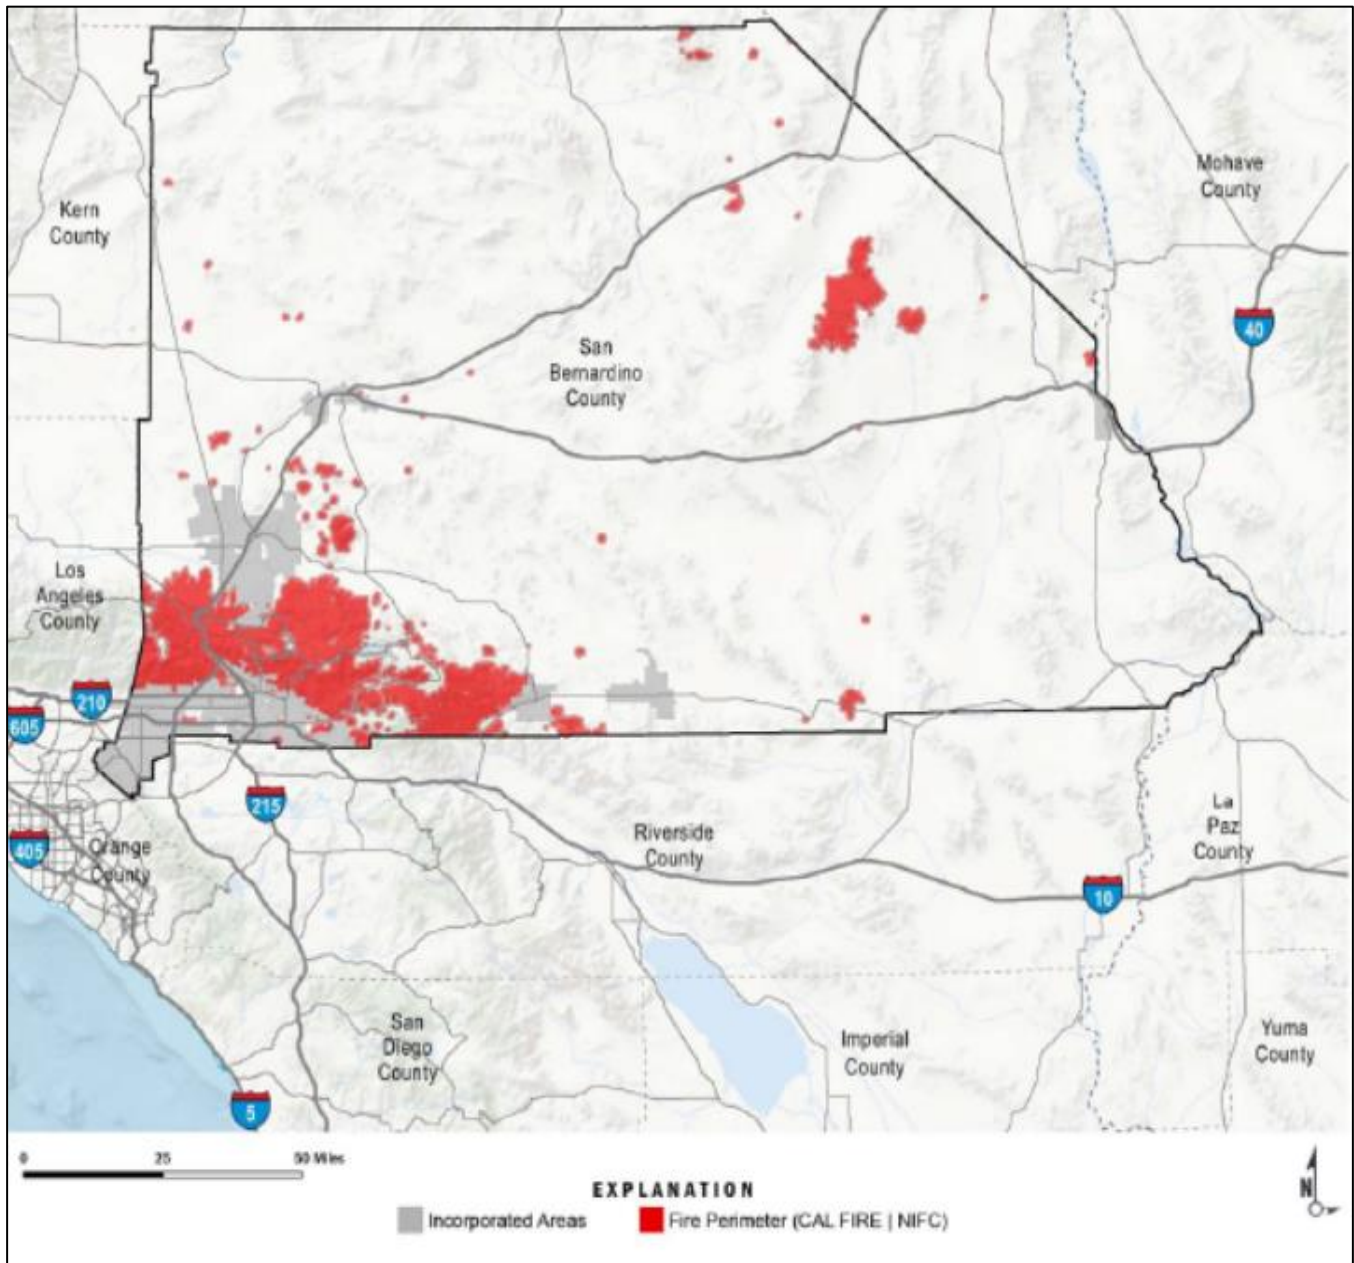 Mohave
County
Kern
County
40
San
Bernardino
County
Los
Angeles
County
210
605
215
405
Orange
County
Riverside
County
La
Paz
County
10
San
Diego
County
Imperial
County
Yuma
County
5
0 25 50 Miles
EXPLANATION
Incorporated Areas Fire Perimeter (CAL FIRE | NIFC)
N